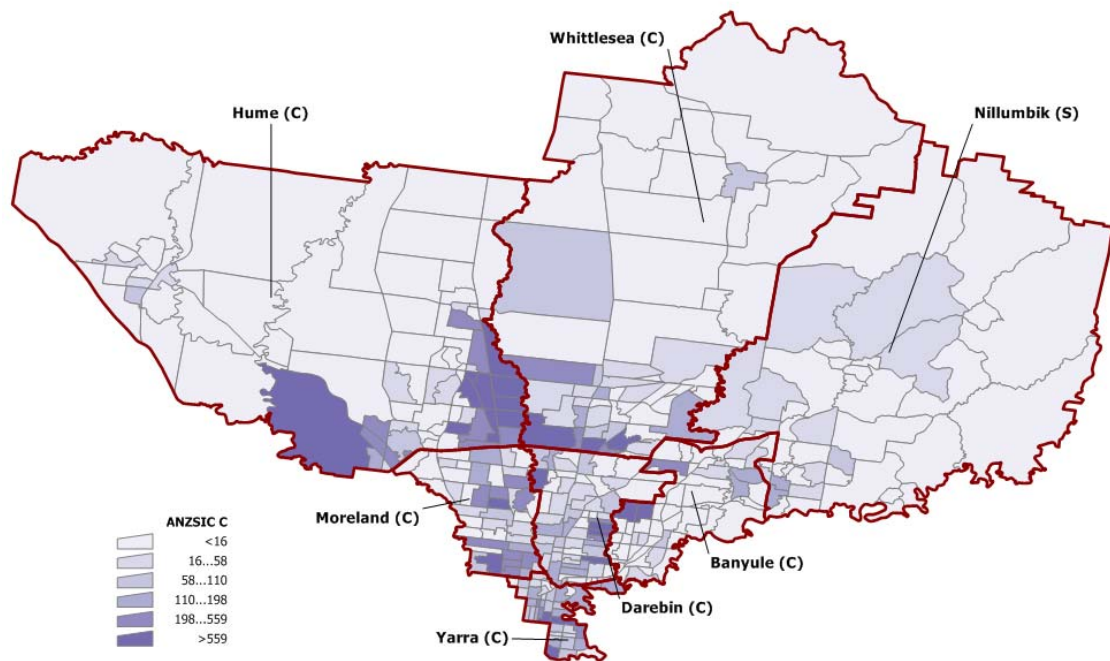 Whittlesea (C)
Hume (C)
Nillumbik (S)
Moreland (C)
Banyule (C)
Darebin (C)
Yarra (C)
ANZSIC C
<16
16...58
58...110
110...198
198...559
>559